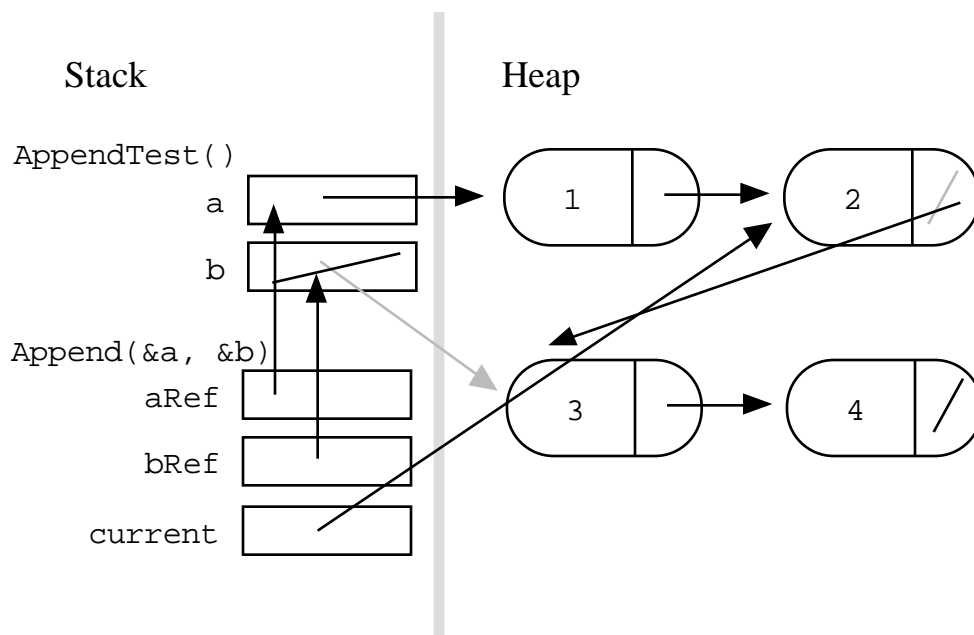 Stack Heap
AppendTest()
a 1 2
b
Append(&a, &b)
aRef 3 4
bRef
current